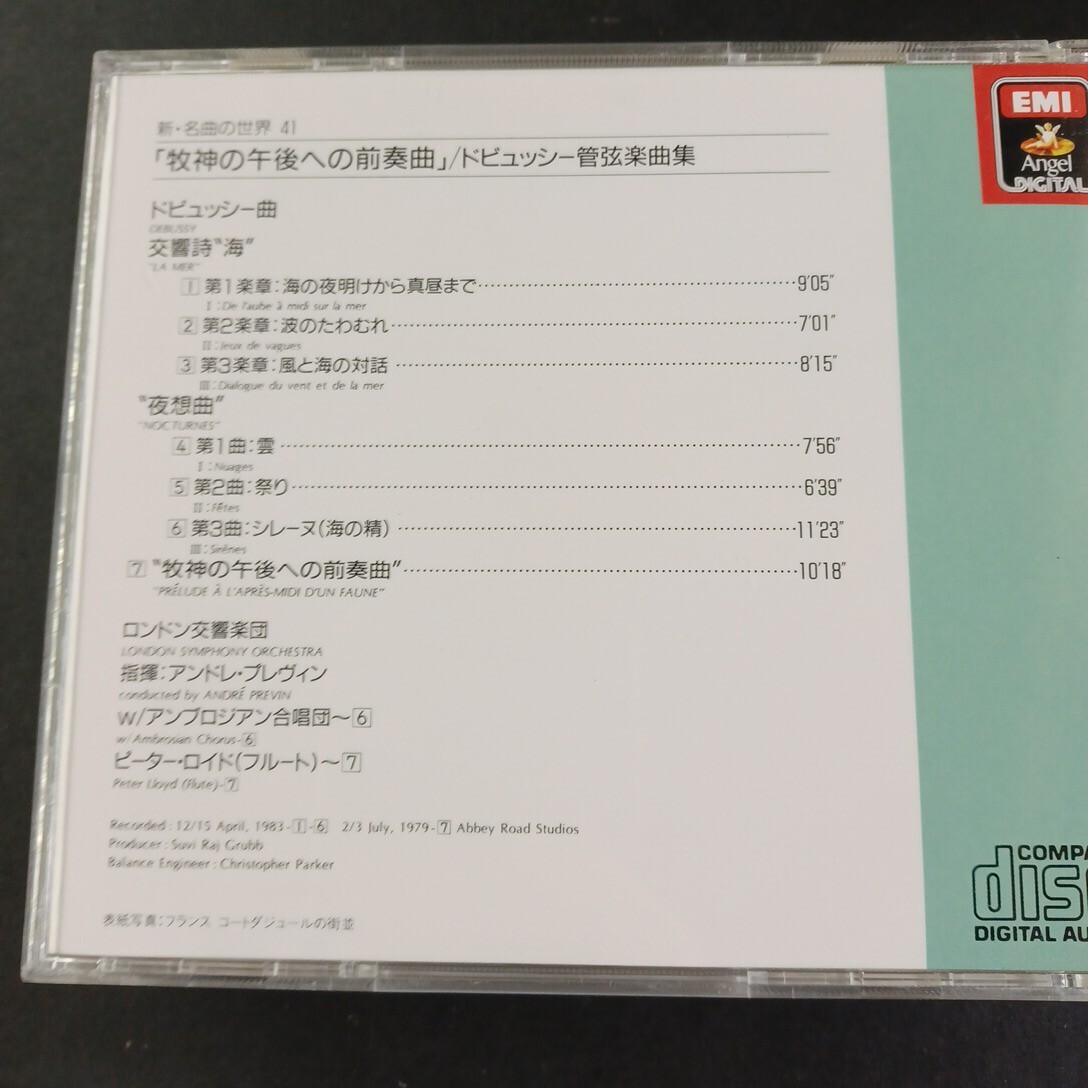 新・名曲の世界 41
「牧神の午後への前奏曲」/ドビュッシー管弦楽曲集
ドビュッシー曲
DEBUSSY
交響詩“海”
"LA MER"
1 第1楽章:海の夜明けから真昼まで 9'05"
I:De l'aube à midi sur la mer
2 第2楽章:波のたわむれ 7'01"
II:Jeux de vagues
3 第3楽章:風と海の対話 8'15"
III:Dialogue du vent et de la mer
“夜想曲”
"NOCTURNES"
4 第1曲:雲 7'56"
I:Nuages
5 第2曲:祭り 6'39"
II:Fêtes
6 第3曲:シレーヌ(海の精) 11'23"
III:Sirènes
7 “牧神の午後への前奏曲” 10'18"
"PRÉLUDE À L'APRÈS-MIDI D'UN FAUNE"
ロンドン交響楽団
LONDON SYMPHONY ORCHESTRA
指揮:アンドレ・プレヴィン
conducted by ANDRÉ PREVIN
w/アンブロジアン合唱団〜6
w/Ambrosian Chorus-6
ピーター・ロイド(フルート)〜7
Peter Lloyd (flute)-7
Recorded:12/15 April, 1983-1-6 2/3 July, 1979-7 Abbey Road Studios
Producer:Suvi Raj Grubb
Balance Engineer:Christopher Parker
表紙写真:フランス コートダジュールの街並
EMI
Angel
DIGITAL
COMPA
dis
DIGITAL AU